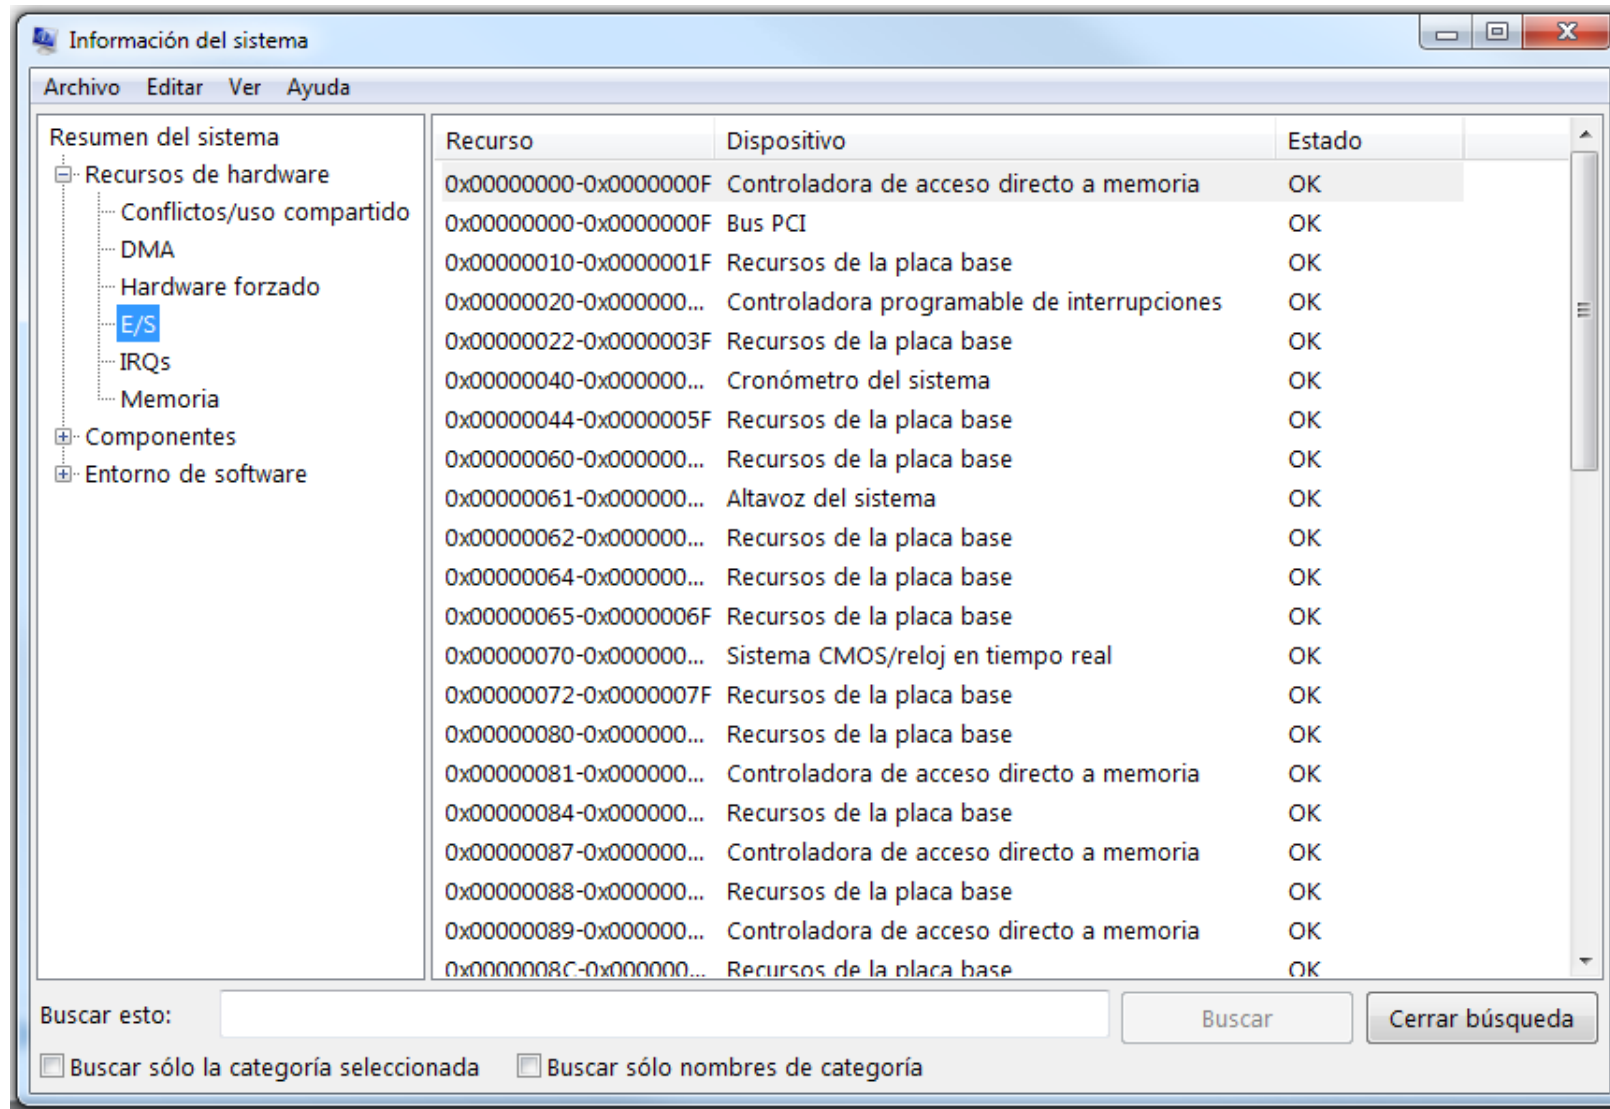 Información del sistema
Archivo Editar Ver Ayuda
Resumen del sistema
Recursos de hardware
Conflictos/uso compartido
DMA
Hardware forzado
E/S
IRQs
Memoria
Componentes
Entorno de software
Recurso Dispositivo Estado
0x00000000-0x0000000F Controladora de acceso directo a memoria OK
0x00000000-0x0000000F Bus PCI OK
0x00000010-0x0000001F Recursos de la placa base OK
0x00000020-0x000000... Controladora programable de interrupciones OK
0x00000022-0x0000003F Recursos de la placa base OK
0x00000040-0x000000... Cronómetro del sistema OK
0x00000044-0x0000005F Recursos de la placa base OK
0x00000060-0x000000... Recursos de la placa base OK
0x00000061-0x000000... Altavoz del sistema OK
0x00000062-0x000000... Recursos de la placa base OK
0x00000064-0x000000... Recursos de la placa base OK
0x00000065-0x0000006F Recursos de la placa base OK
0x00000070-0x000000... Sistema CMOS/reloj en tiempo real OK
0x00000072-0x0000007F Recursos de la placa base OK
0x00000080-0x000000... Recursos de la placa base OK
0x00000081-0x000000... Controladora de acceso directo a memoria OK
0x00000084-0x000000... Recursos de la placa base OK
0x00000087-0x000000... Controladora de acceso directo a memoria OK
0x00000088-0x000000... Recursos de la placa base OK
0x00000089-0x000000... Controladora de acceso directo a memoria OK
0x0000008C-0x000000... Recursos de la placa base OK
Buscar esto: Buscar Cerrar búsqueda
Buscar sólo la categoría seleccionada Buscar sólo nombres de categoría